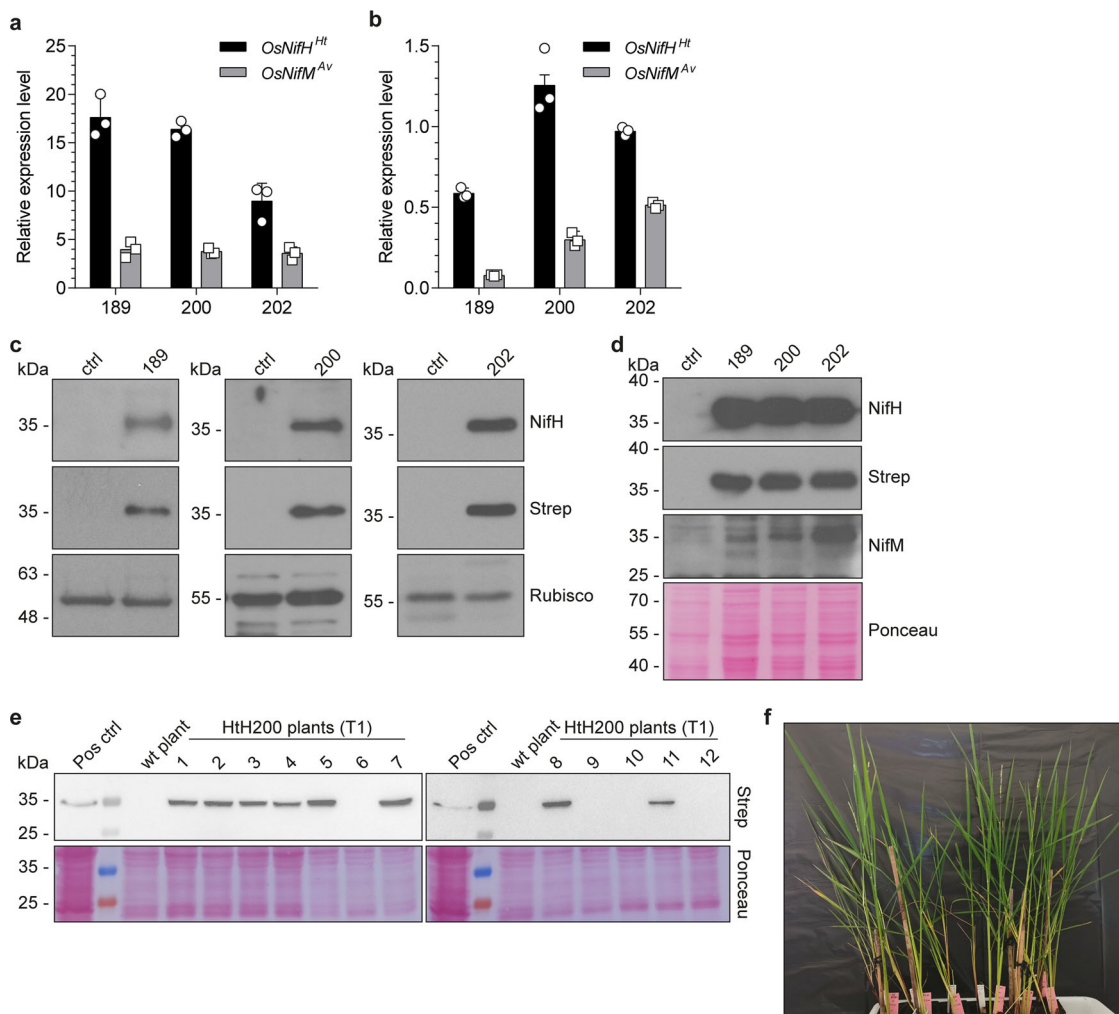 a
Relative expression level
25
20
15
10
5
0
189
200
202
OsNifH^Ht
OsNifM^Av
b
Relative expression level
1.5
1.0
0.5
0.0
189
200
202
OsNifH^Ht
OsNifM^Av
c
kDa ctrl 189 kDa ctrl 200 kDa ctrl 202
35 - 35 - 35 - NifH
35 - 35 - 35 - Strep
63 -
48 -
55 - 55 - Rubisco
d
kDa ctrl 189 200 202
40 -
35 - NifH
40 -
35 - Strep
35 - NifM
25 -
70 -
55 - Ponceau
40 -
e
kDa Pos ctrl wt plant HtH200 plants (T1) Pos ctrl wt plant HtH200 plants (T1)
1 2 3 4 5 6 7 8 9 10 11 12
35 -
25 -
Strep
35 -
25 -
Ponceau
f